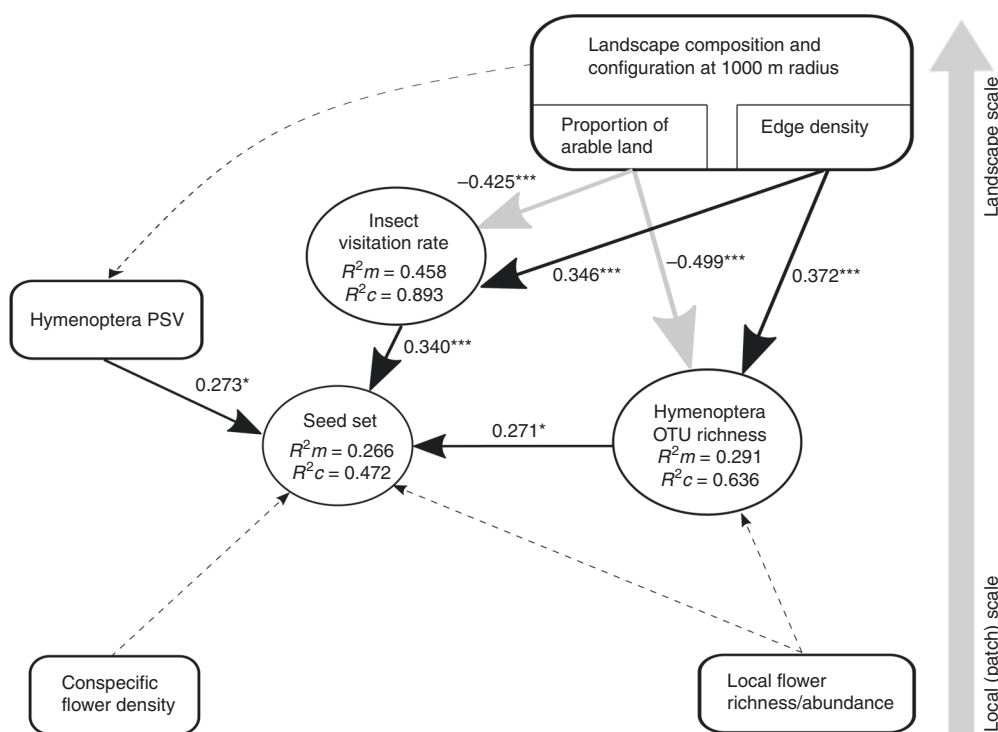 Landscape composition and
configuration at 1000 m radius
Proportion of
arable land
Edge density
Landscape scale
–0.425***
Insect
visitation rate
R²m = 0.458
R²c = 0.893
0.346***
–0.499***
0.372***
Hymenoptera PSV
0.340***
0.273*
Seed set
R²m = 0.266
R²c = 0.472
0.271*
Hymenoptera
OTU richness
R²m = 0.291
R²c = 0.636
Conspecific
flower density
Local flower
richness/abundance
Local (patch) scale